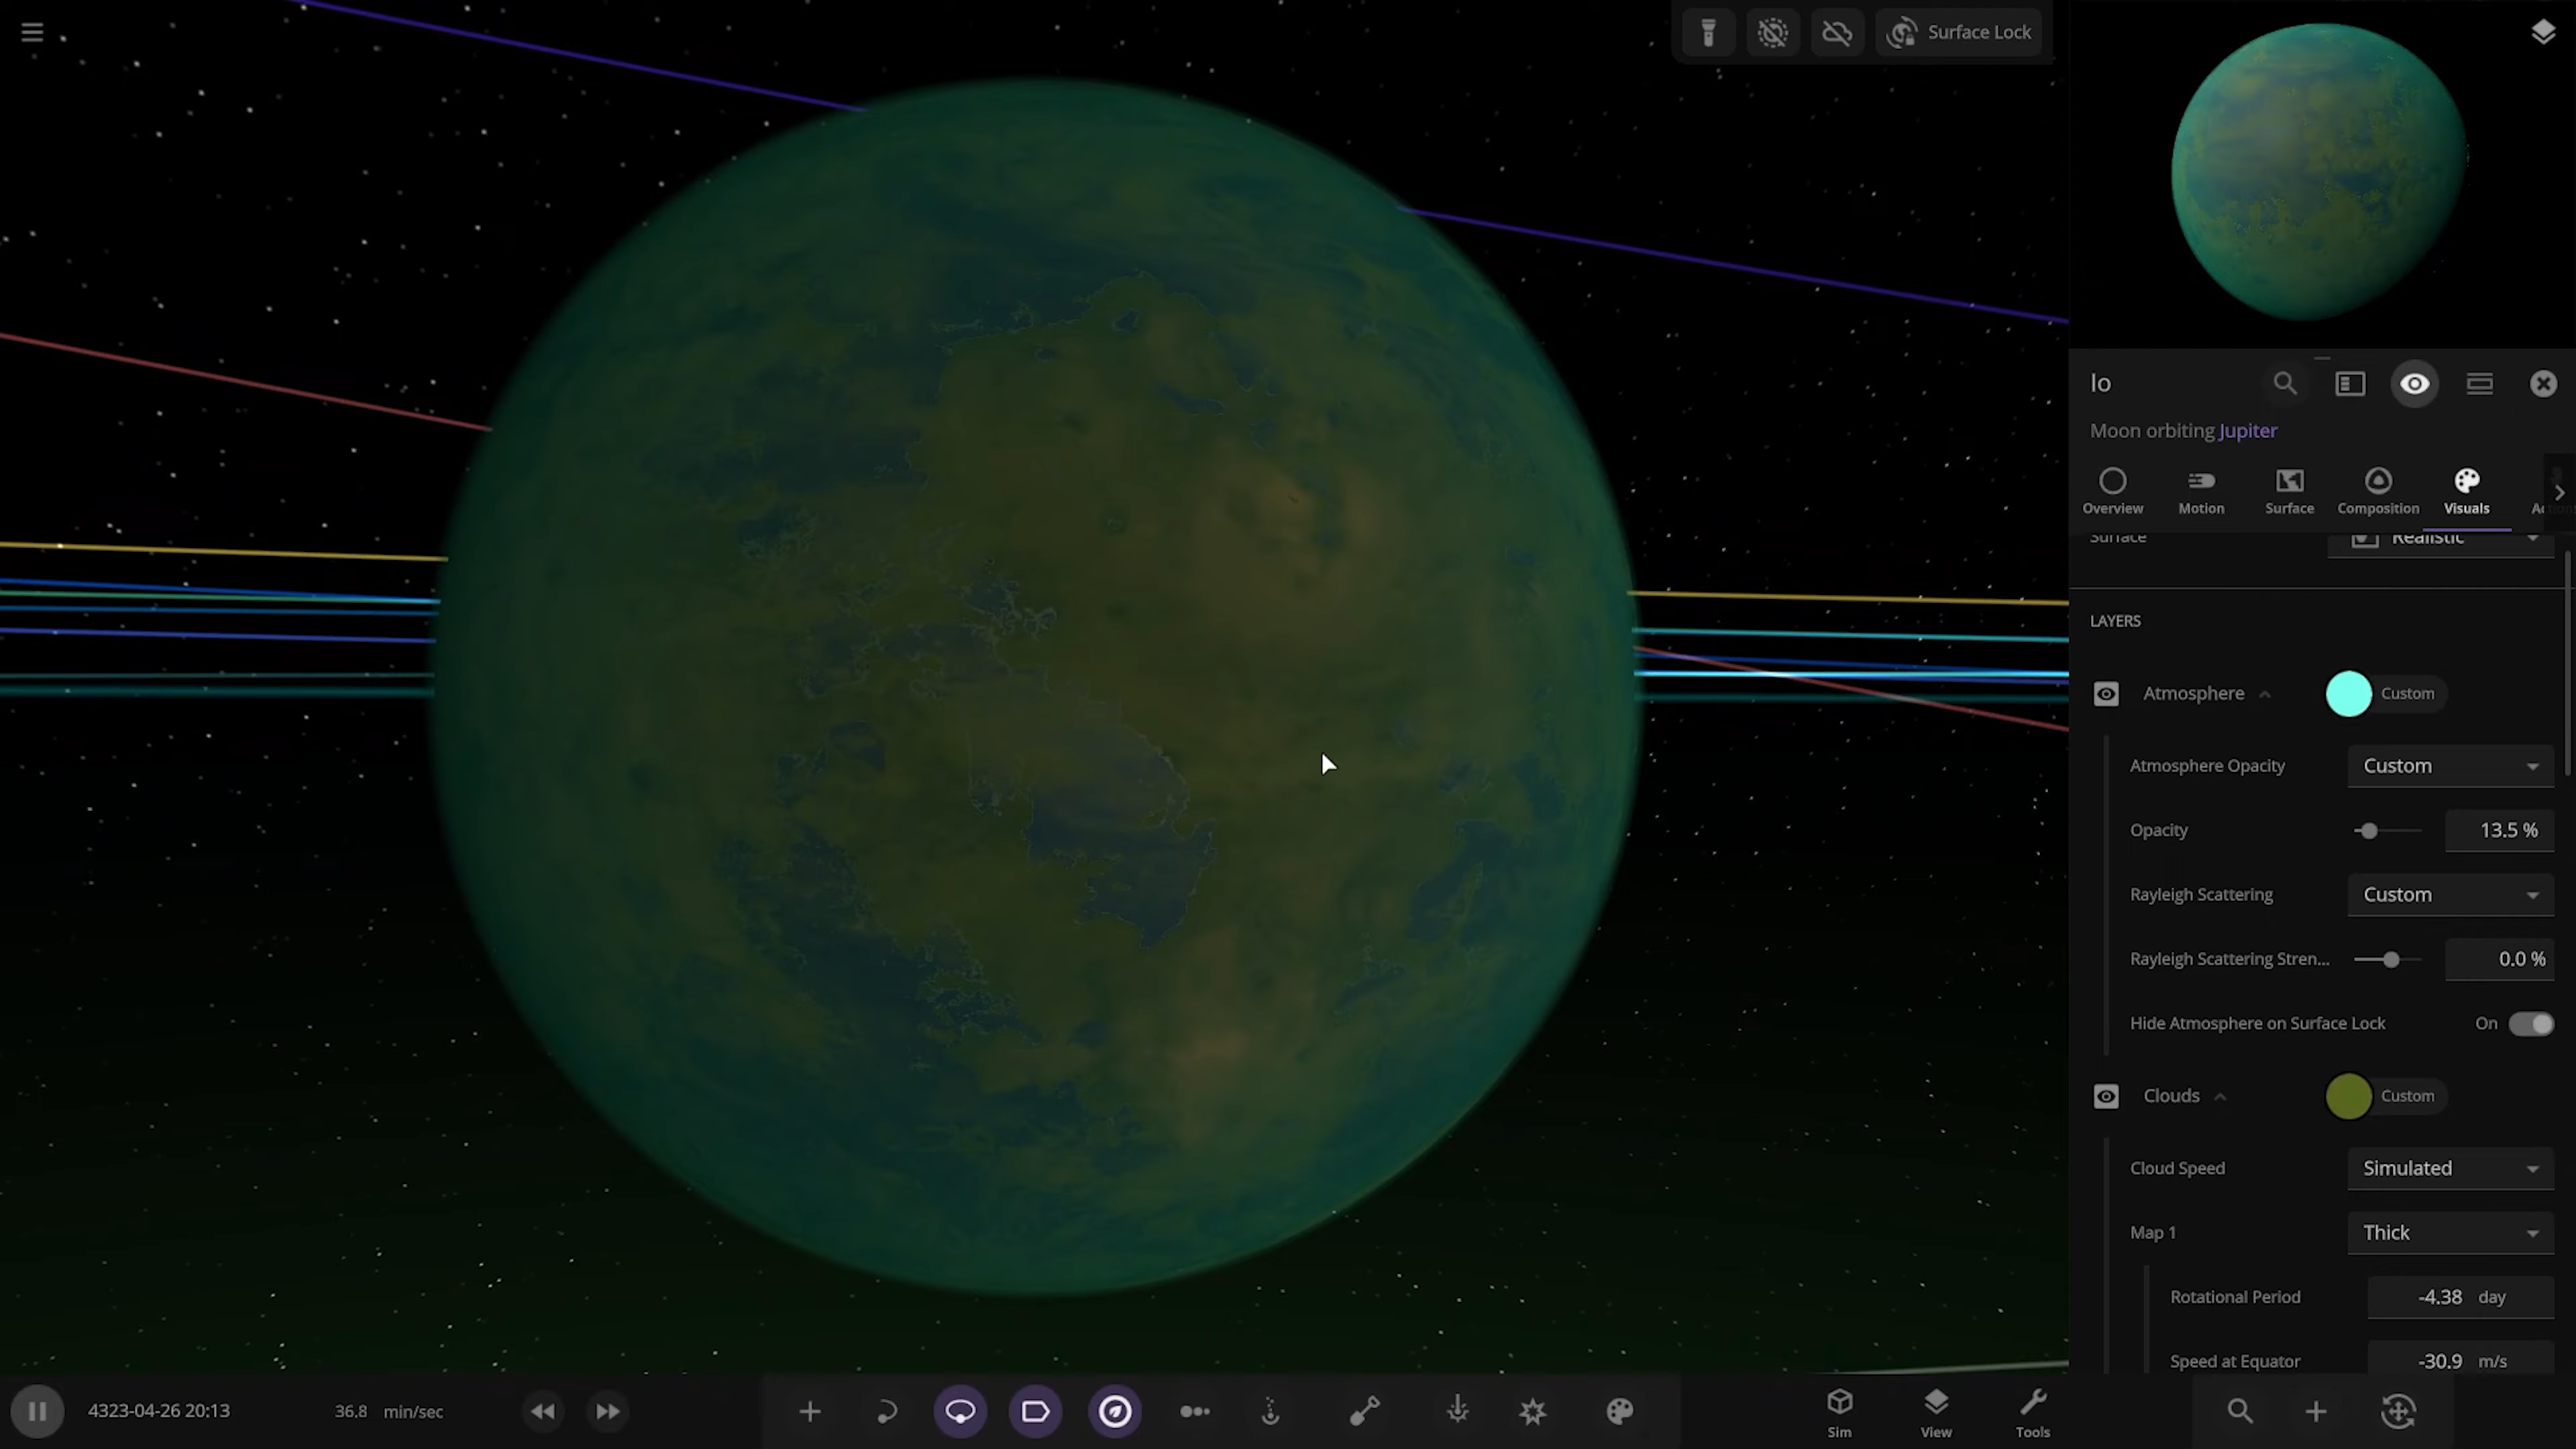 Surface Lock
Io
Moon orbiting Jupiter
Overview
Motion
Surface
Composition
Visuals
Surface
Realistic
LAYERS
Atmosphere
Custom
Atmosphere Opacity
Custom
Opacity
13.5 %
Rayleigh Scattering
Custom
Rayleigh Scattering Stren...
0.0 %
Hide Atmosphere on Surface Lock
On
Clouds
Custom
Cloud Speed
Simulated
Map 1
Thick
Rotational Period
-4.38 day
Speed at Equator
-30.9 m/s
4323-04-26 20:13
36.8 min/sec
Sim
View
Tools